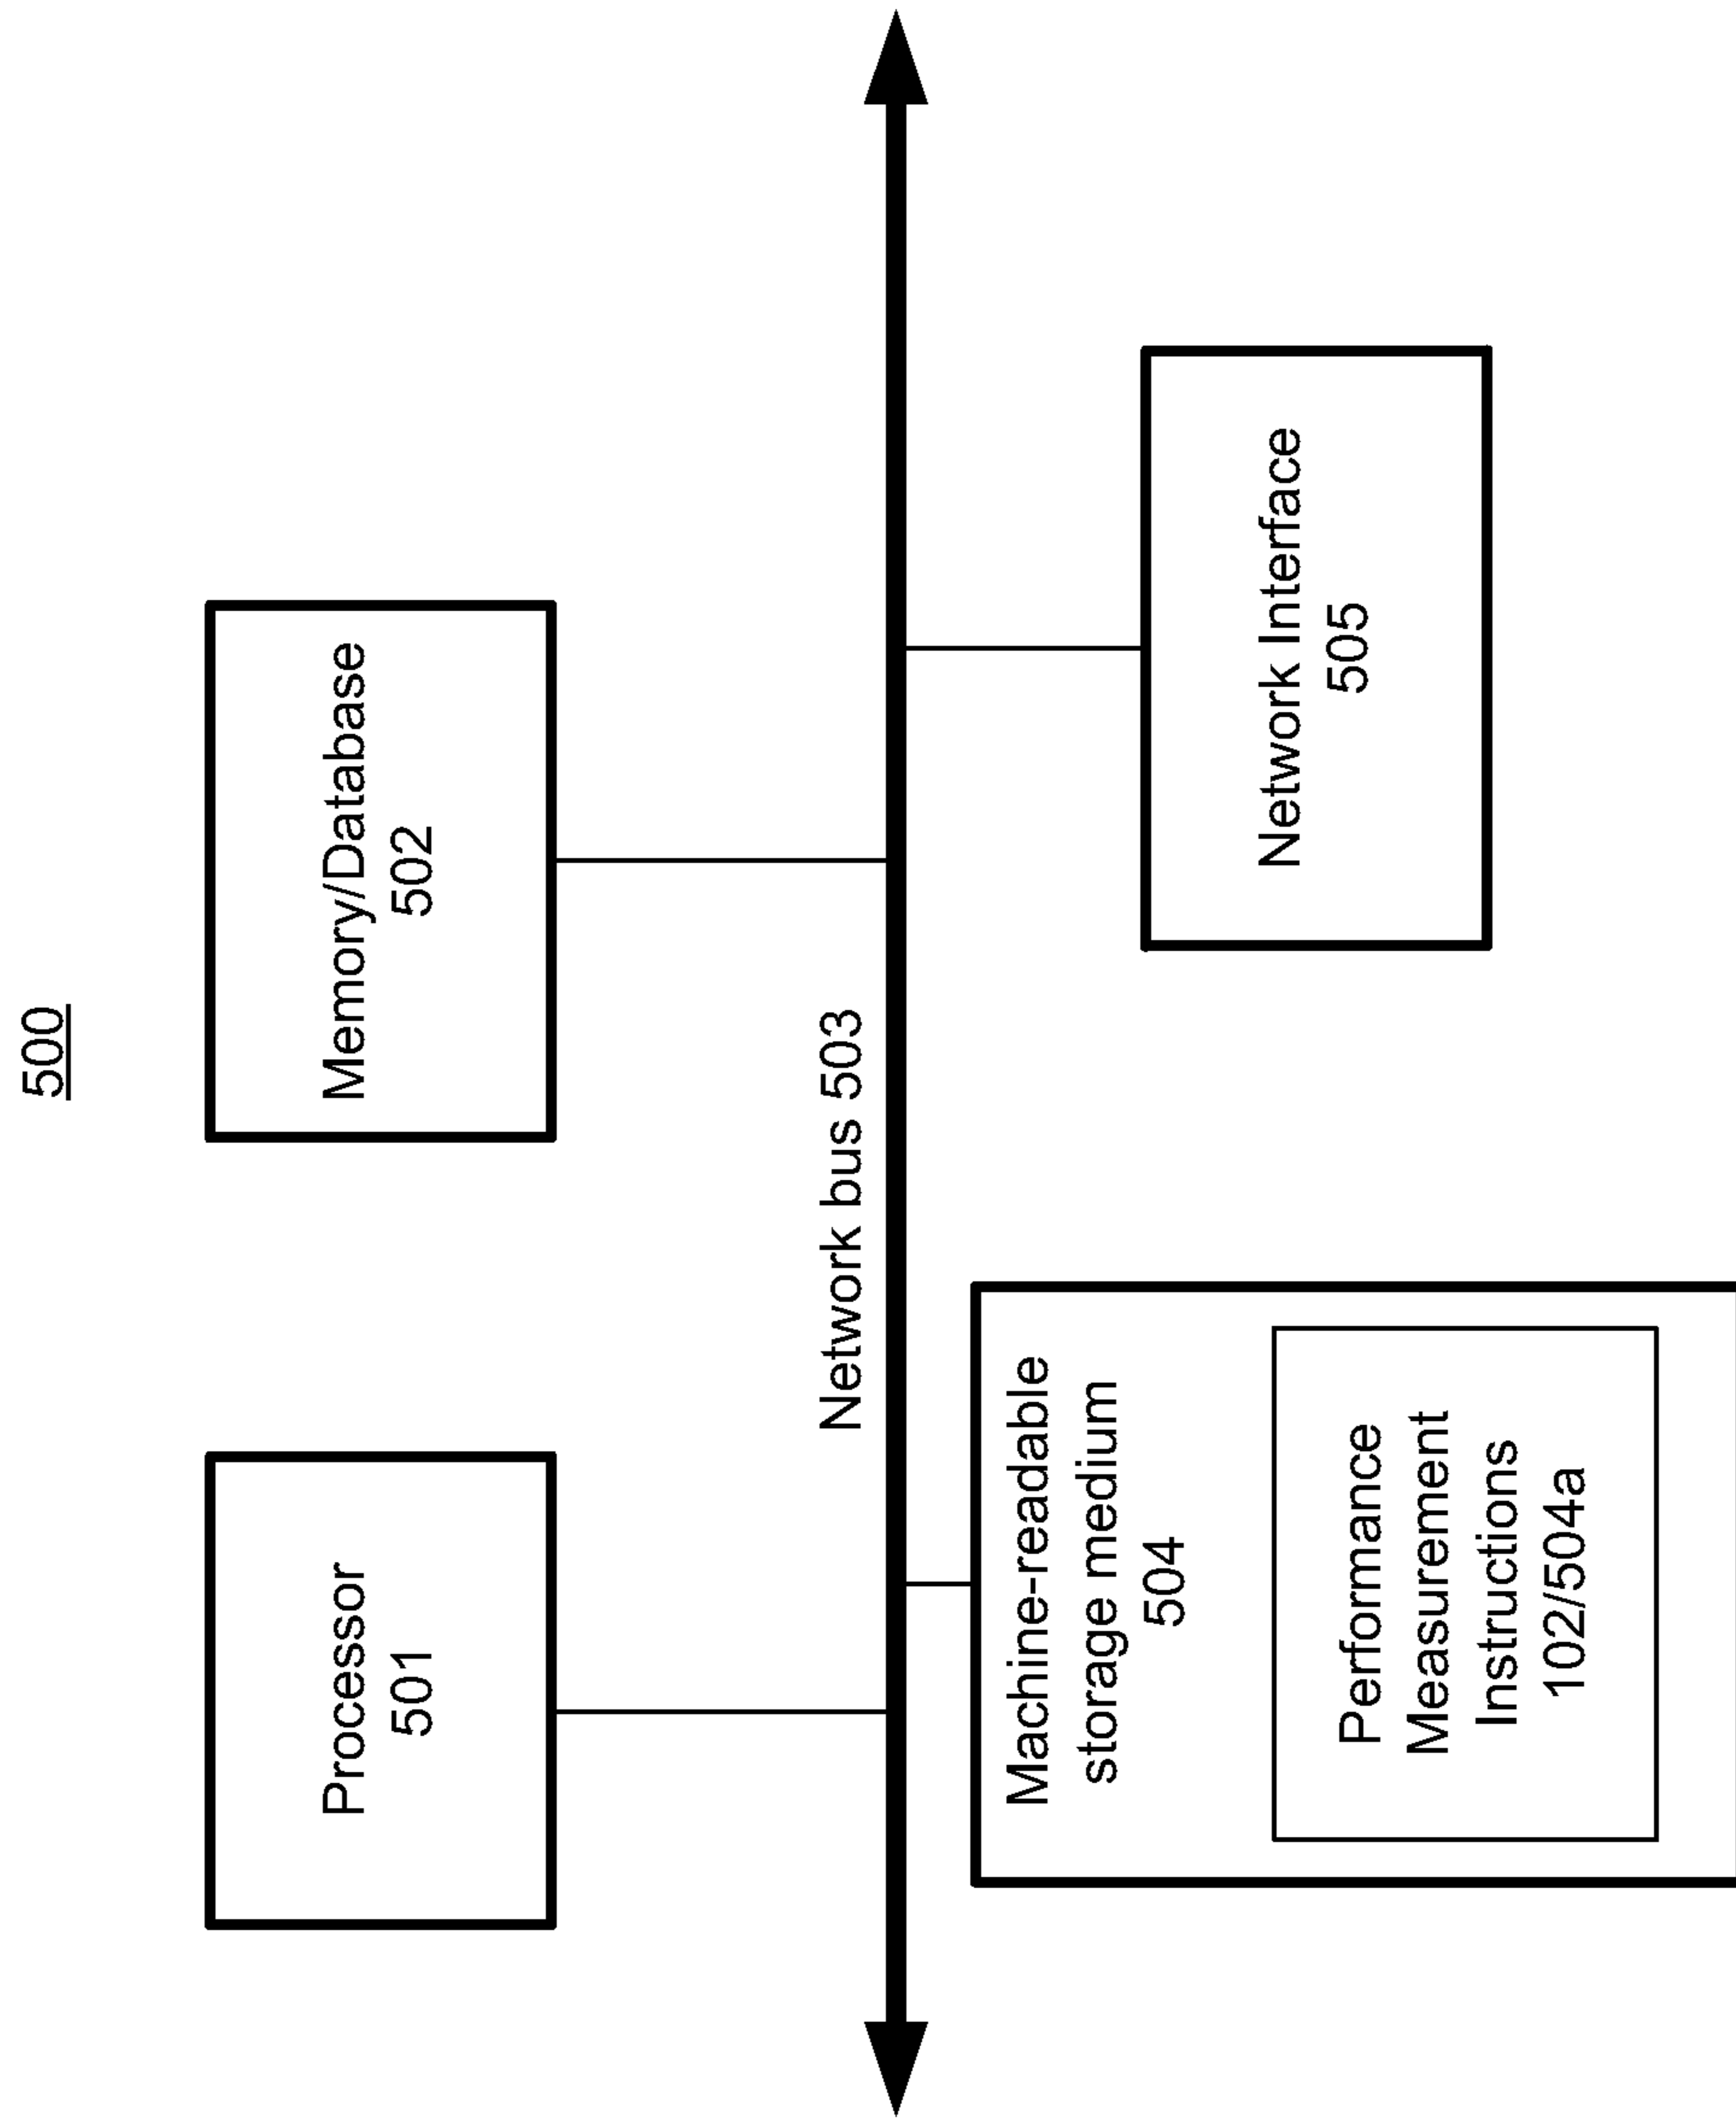 500
Processor
501
Memory/Database
502
Network bus 503
Machine-readable
storage medium
504
Performance
Measurement
Instructions
102/504a
Network Interface
505